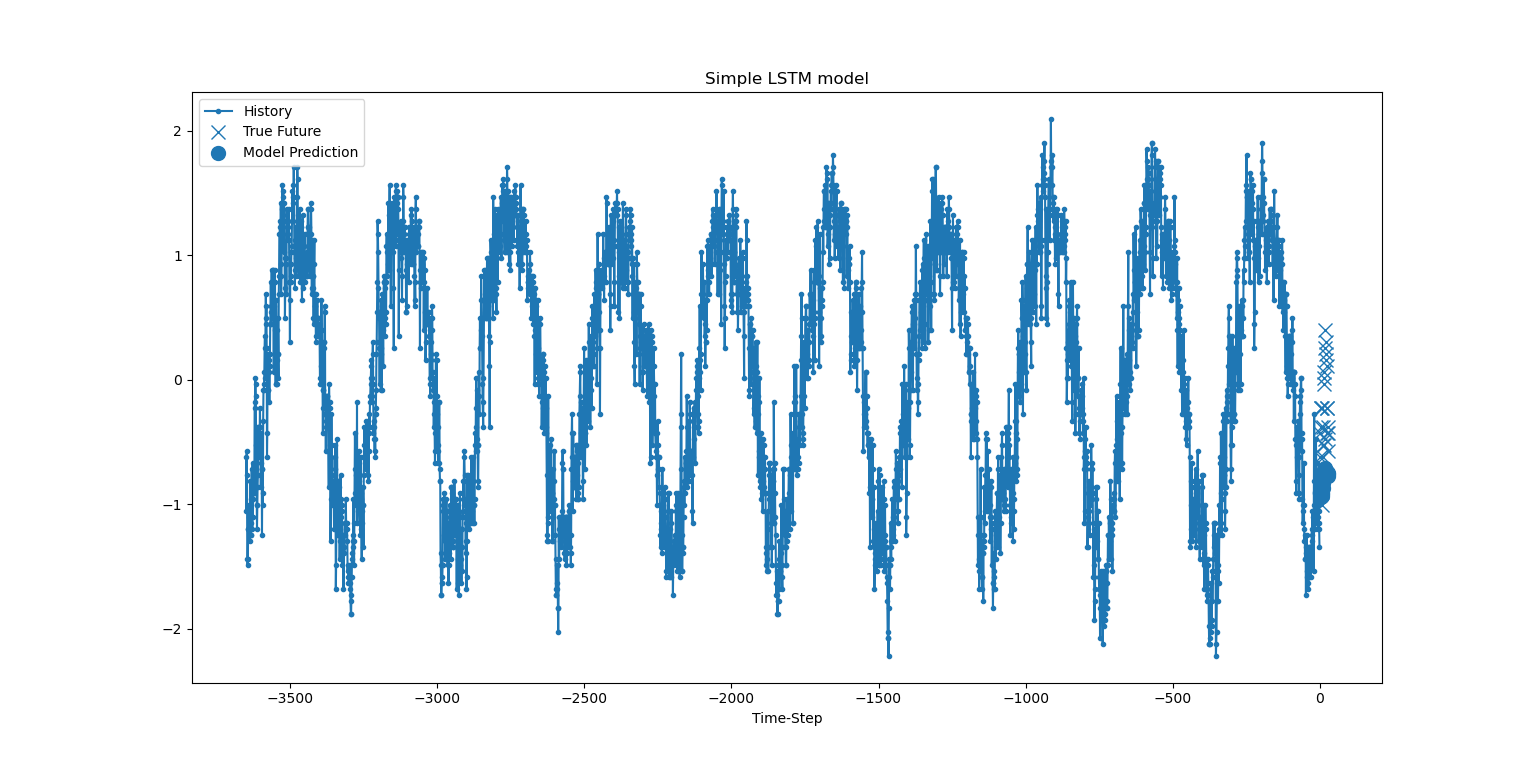 Simple LSTM model
History
True Future
Model Prediction
2
1
0
−1
−2
−3500
−3000
−2500
−2000
−1500
−1000
−500
0
Time-Step